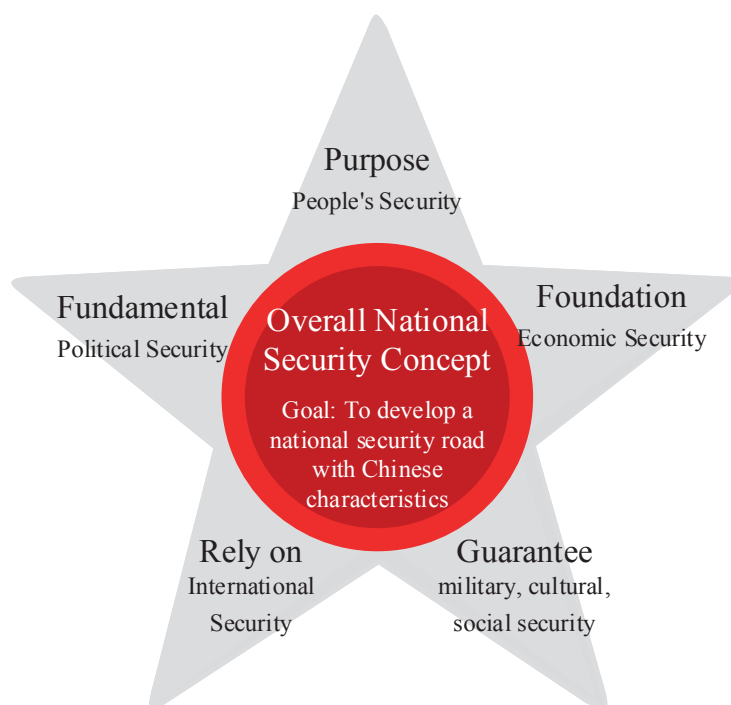 Purpose
People's Security
Fundamental
Political Security
Foundation
Economic Security
Overall National
Security Concept
Goal: To develop a
national security road
with Chinese
characteristics
Rely on
International
Security
Guarantee
military, cultural,
social security